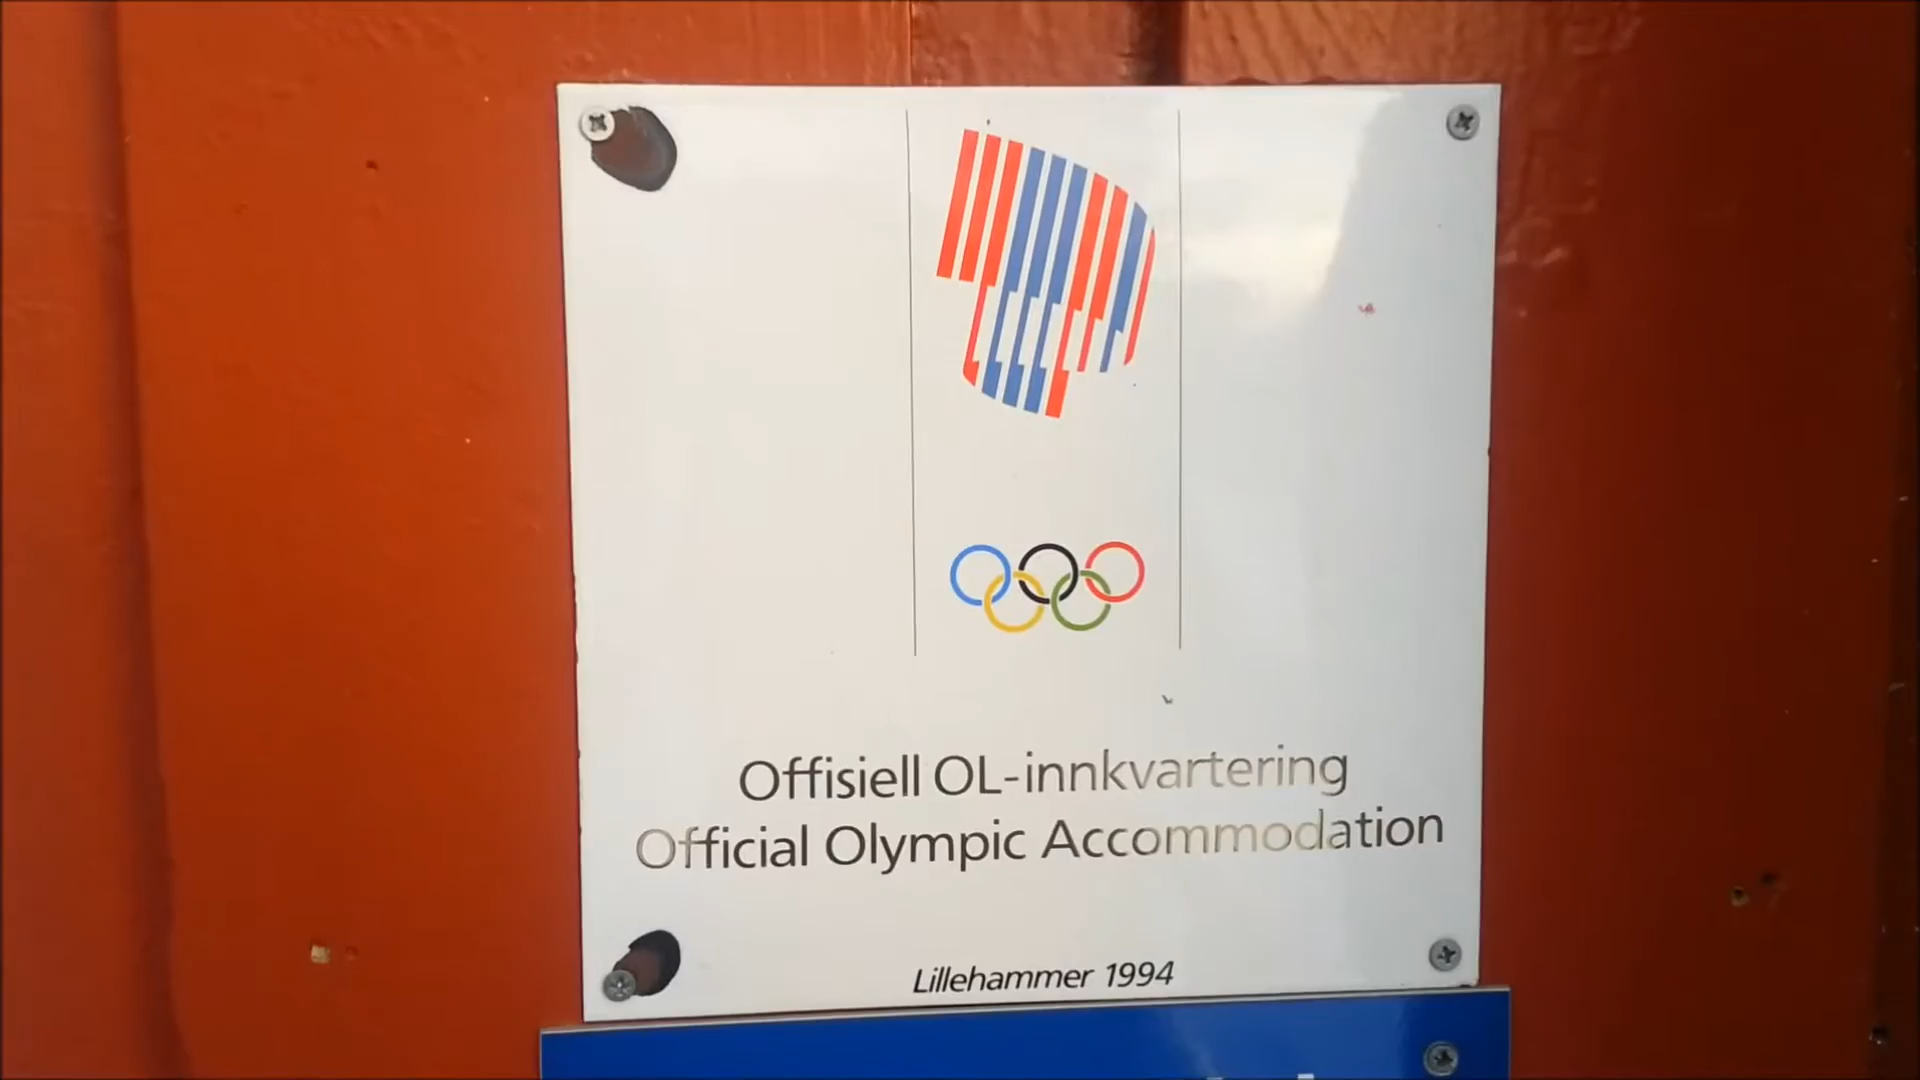 Offisiell OL-innkvartering
Official Olympic Accommodation
Lillehammer 1994